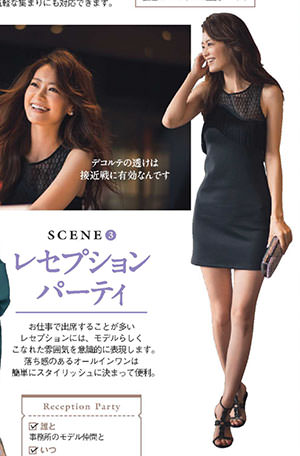 気軽な集まりにも対応できます。
デコルテの透けは
接近戦に有効なんです
SCENE 3
レセプション
パーティ
お仕事で出席することが多い
レセプションには、モデルらしく
こなれた雰囲気を意識的に表現します。
落ち感のあるオールインワンは
簡単にスタイリッシュに決まって便利。
Reception Party
誰と
事務所のモデル仲間と
いつ